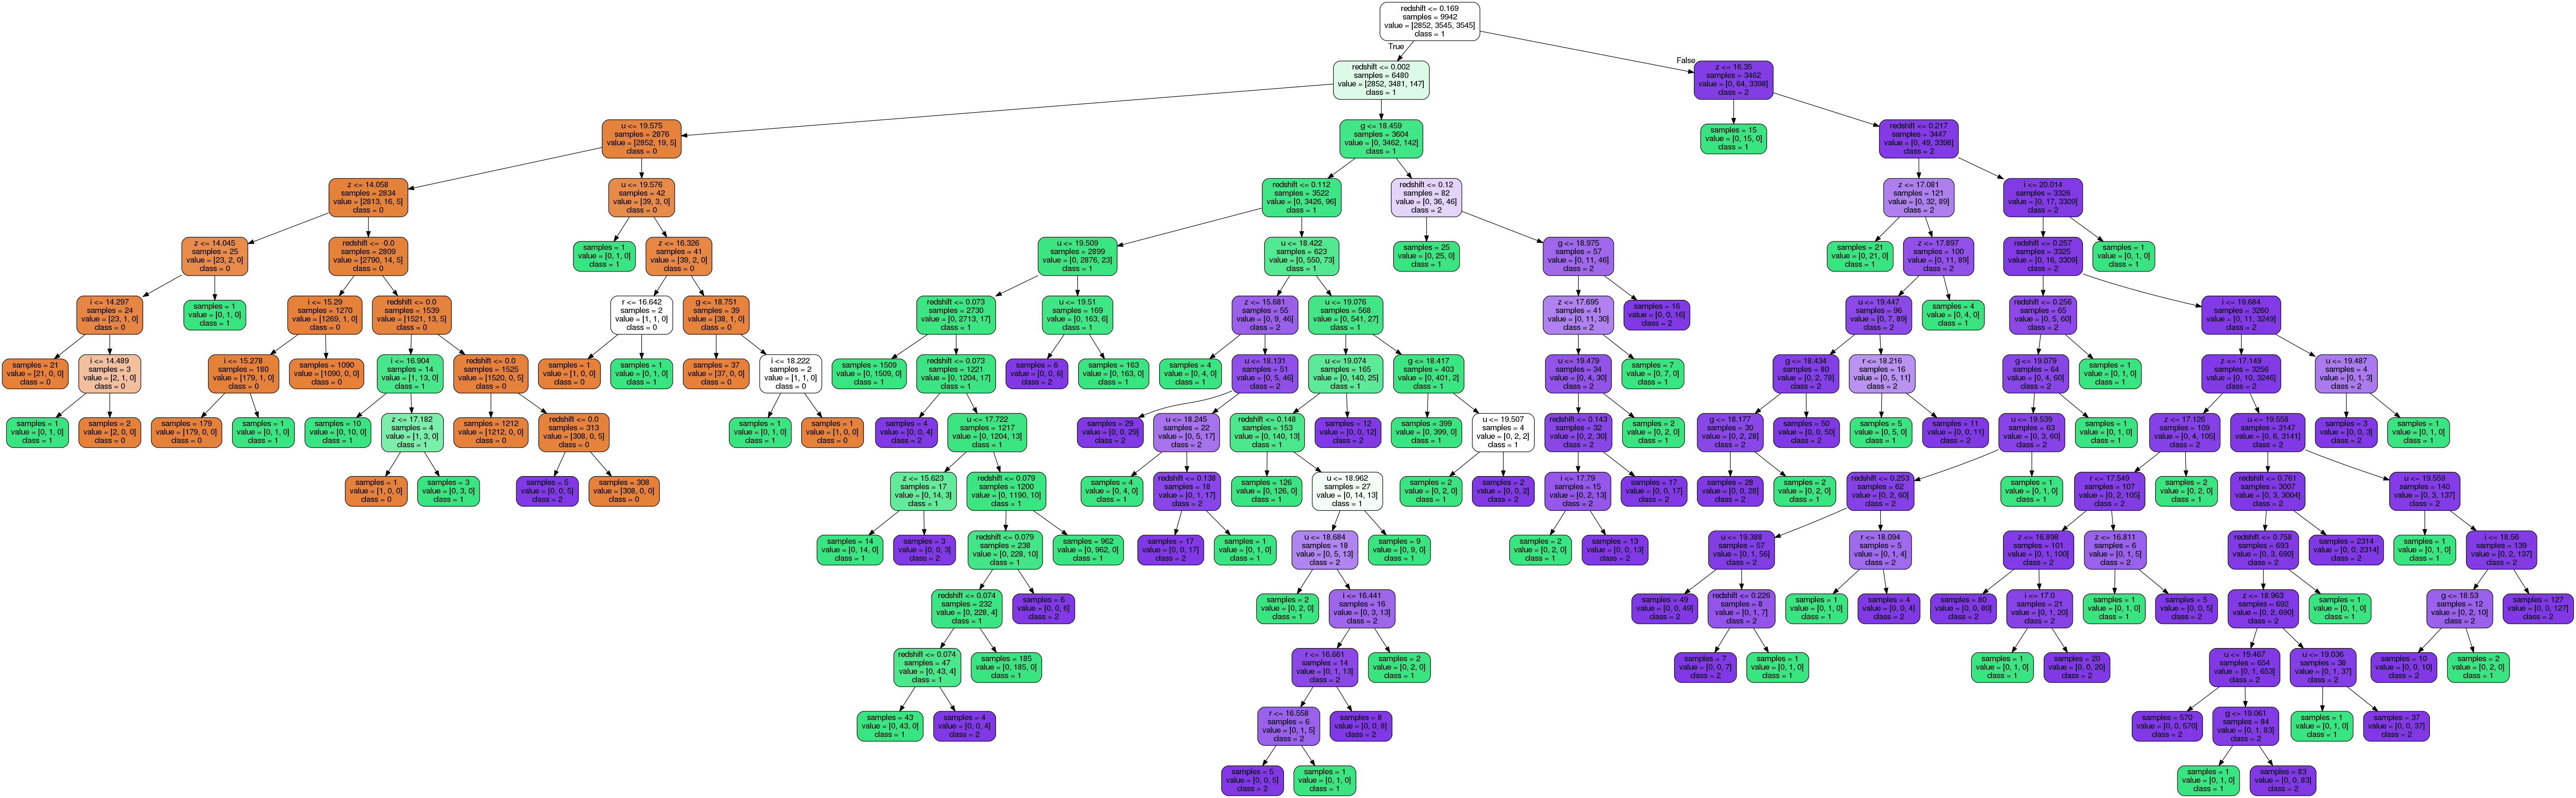 redshift <= 0.169
samples = 9942
value = [2852, 3545, 3545]
class = 1
True
False
redshift <= 0.002
samples = 6480
value = [2852, 3481, 147]
class = 1
z <= 16.35
samples = 3462
value = [0, 64, 3398]
class = 2
u <= 19.575
samples = 2876
value = [2852, 19, 5]
class = 0
g <= 18.459
samples = 3604
value = [0, 3462, 142]
class = 1
samples = 15
value = [0, 15, 0]
class = 1
redshift <= 0.217
samples = 3447
value = [0, 49, 3398]
class = 2
z <= 14.058
samples = 2834
value = [2813, 16, 5]
class = 0
u <= 19.576
samples = 42
value = [39, 3, 0]
class = 0
redshift <= 0.112
samples = 3522
value = [0, 3426, 96]
class = 1
redshift <= 0.12
samples = 82
value = [0, 36, 46]
class = 2
z <= 17.081
samples = 121
value = [0, 32, 89]
class = 2
i <= 20.014
samples = 3326
value = [0, 17, 3309]
class = 2
z <= 14.045
samples = 25
value = [23, 2, 0]
class = 0
redshift <= -0.0
samples = 2809
value = [2790, 14, 5]
class = 0
samples = 1
value = [0, 1, 0]
class = 1
z <= 16.326
samples = 41
value = [39, 2, 0]
class = 0
u <= 19.509
samples = 2899
value = [0, 2876, 23]
class = 1
u <= 18.422
samples = 623
value = [0, 550, 73]
class = 1
samples = 25
value = [0, 25, 0]
class = 1
g <= 18.975
samples = 57
value = [0, 11, 46]
class = 2
samples = 21
value = [0, 21, 0]
class = 1
z <= 17.897
samples = 100
value = [0, 11, 89]
class = 2
redshift <= 0.257
samples = 3325
value = [0, 16, 3309]
class = 2
samples = 1
value = [0, 1, 0]
class = 1
i <= 14.297
samples = 24
value = [23, 1, 0]
class = 0
samples = 1
value = [0, 1, 0]
class = 1
i <= 15.29
samples = 1270
value = [1269, 1, 0]
class = 0
redshift <= 0.0
samples = 1539
value = [1521, 13, 5]
class = 0
r <= 16.642
samples = 2
value = [1, 1, 0]
class = 0
g <= 18.751
samples = 39
value = [38, 1, 0]
class = 0
redshift <= 0.073
samples = 2730
value = [0, 2713, 17]
class = 1
u <= 19.51
samples = 169
value = [0, 163, 6]
class = 1
z <= 15.681
samples = 55
value = [0, 9, 46]
class = 2
u <= 19.076
samples = 568
value = [0, 541, 27]
class = 1
z <= 17.695
samples = 41
value = [0, 11, 30]
class = 2
samples = 16
value = [0, 0, 16]
class = 2
u <= 19.447
samples = 96
value = [0, 7, 89]
class = 2
samples = 4
value = [0, 4, 0]
class = 1
redshift <= 0.256
samples = 65
value = [0, 5, 60]
class = 2
i <= 19.684
samples = 3260
value = [0, 11, 3249]
class = 2
samples = 21
value = [21, 0, 0]
class = 0
i <= 14.489
samples = 3
value = [2, 1, 0]
class = 0
i <= 15.278
samples = 180
value = [179, 1, 0]
class = 0
samples = 1090
value = [1090, 0, 0]
class = 0
i <= 16.904
samples = 14
value = [1, 13, 0]
class = 1
redshift <= 0.0
samples = 1525
value = [1520, 0, 5]
class = 0
samples = 1
value = [1, 0, 0]
class = 0
samples = 1
value = [0, 1, 0]
class = 1
samples = 37
value = [37, 0, 0]
class = 0
i <= 18.222
samples = 2
value = [1, 1, 0]
class = 0
samples = 1509
value = [0, 1509, 0]
class = 1
redshift <= 0.073
samples = 1221
value = [0, 1204, 17]
class = 1
samples = 6
value = [0, 0, 6]
class = 2
samples = 163
value = [0, 163, 0]
class = 1
samples = 4
value = [0, 4, 0]
class = 1
u <= 18.131
samples = 51
value = [0, 5, 46]
class = 2
u <= 19.074
samples = 165
value = [0, 140, 25]
class = 1
g <= 18.417
samples = 403
value = [0, 401, 2]
class = 1
u <= 19.479
samples = 34
value = [0, 4, 30]
class = 2
samples = 7
value = [0, 7, 0]
class = 1
g <= 18.434
samples = 80
value = [0, 2, 78]
class = 2
r <= 18.216
samples = 16
value = [0, 5, 11]
class = 2
g <= 19.079
samples = 64
value = [0, 4, 60]
class = 2
samples = 1
value = [0, 1, 0]
class = 1
z <= 17.149
samples = 3256
value = [0, 10, 3246]
class = 2
u <= 19.487
samples = 4
value = [0, 1, 3]
class = 2
samples = 1
value = [0, 1, 0]
class = 1
samples = 2
value = [2, 0, 0]
class = 0
samples = 179
value = [179, 0, 0]
class = 0
samples = 1
value = [0, 1, 0]
class = 1
samples = 10
value = [0, 10, 0]
class = 1
z <= 17.182
samples = 4
value = [1, 3, 0]
class = 1
samples = 1212
value = [1212, 0, 0]
class = 0
redshift <= 0.0
samples = 313
value = [308, 0, 5]
class = 0
samples = 1
value = [0, 1, 0]
class = 1
samples = 1
value = [1, 0, 0]
class = 0
samples = 4
value = [0, 0, 4]
class = 2
u <= 17.722
samples = 1217
value = [0, 1204, 13]
class = 1
samples = 29
value = [0, 0, 29]
class = 2
u <= 18.245
samples = 22
value = [0, 5, 17]
class = 2
redshift <= 0.148
samples = 153
value = [0, 140, 13]
class = 1
samples = 12
value = [0, 0, 12]
class = 2
samples = 399
value = [0, 399, 0]
class = 1
u <= 19.507
samples = 4
value = [0, 2, 2]
class = 1
redshift <= 0.143
samples = 32
value = [0, 2, 30]
class = 2
samples = 2
value = [0, 2, 0]
class = 1
g <= 18.177
samples = 30
value = [0, 2, 28]
class = 2
samples = 50
value = [0, 0, 50]
class = 2
samples = 5
value = [0, 5, 0]
class = 1
samples = 11
value = [0, 0, 11]
class = 2
u <= 19.539
samples = 63
value = [0, 3, 60]
class = 2
samples = 1
value = [0, 1, 0]
class = 1
z <= 17.126
samples = 109
value = [0, 4, 105]
class = 2
u <= 19.558
samples = 3147
value = [0, 6, 3141]
class = 2
samples = 3
value = [0, 0, 3]
class = 2
samples = 1
value = [0, 1, 0]
class = 1
samples = 1
value = [1, 0, 0]
class = 0
samples = 3
value = [0, 3, 0]
class = 1
samples = 5
value = [0, 0, 5]
class = 2
samples = 308
value = [308, 0, 0]
class = 0
z <= 15.623
samples = 17
value = [0, 14, 3]
class = 1
redshift <= 0.079
samples = 1200
value = [0, 1190, 10]
class = 1
samples = 4
value = [0, 4, 0]
class = 1
redshift <= 0.138
samples = 18
value = [0, 1, 17]
class = 2
samples = 126
value = [0, 126, 0]
class = 1
u <= 18.962
samples = 27
value = [0, 14, 13]
class = 1
samples = 2
value = [0, 2, 0]
class = 1
samples = 2
value = [0, 0, 2]
class = 2
i <= 17.79
samples = 15
value = [0, 2, 13]
class = 2
samples = 17
value = [0, 0, 17]
class = 2
samples = 28
value = [0, 0, 28]
class = 2
samples = 2
value = [0, 2, 0]
class = 1
redshift <= 0.253
samples = 62
value = [0, 2, 60]
class = 2
samples = 1
value = [0, 1, 0]
class = 1
r <= 17.549
samples = 107
value = [0, 2, 105]
class = 2
samples = 2
value = [0, 2, 0]
class = 1
redshift <= 0.761
samples = 3007
value = [0, 3, 3004]
class = 2
u <= 19.559
samples = 140
value = [0, 3, 137]
class = 2
samples = 14
value = [0, 14, 0]
class = 1
samples = 3
value = [0, 0, 3]
class = 2
redshift <= 0.079
samples = 238
value = [0, 228, 10]
class = 1
samples = 962
value = [0, 962, 0]
class = 1
samples = 17
value = [0, 0, 17]
class = 2
samples = 1
value = [0, 1, 0]
class = 1
u <= 18.684
samples = 18
value = [0, 5, 13]
class = 2
samples = 9
value = [0, 9, 0]
class = 1
samples = 2
value = [0, 2, 0]
class = 1
samples = 13
value = [0, 0, 13]
class = 2
u <= 19.388
samples = 57
value = [0, 1, 56]
class = 2
r <= 18.094
samples = 5
value = [0, 1, 4]
class = 2
z <= 16.898
samples = 101
value = [0, 1, 100]
class = 2
z <= 16.811
samples = 6
value = [0, 1, 5]
class = 2
redshift <= 0.758
samples = 693
value = [0, 3, 690]
class = 2
samples = 2314
value = [0, 0, 2314]
class = 2
samples = 1
value = [0, 1, 0]
class = 1
i <= 18.56
samples = 139
value = [0, 2, 137]
class = 2
redshift <= 0.074
samples = 232
value = [0, 228, 4]
class = 1
samples = 6
value = [0, 0, 6]
class = 2
samples = 2
value = [0, 2, 0]
class = 1
i <= 16.441
samples = 16
value = [0, 3, 13]
class = 2
samples = 49
value = [0, 0, 49]
class = 2
redshift <= 0.226
samples = 8
value = [0, 1, 7]
class = 2
samples = 1
value = [0, 1, 0]
class = 1
samples = 4
value = [0, 0, 4]
class = 2
samples = 80
value = [0, 0, 80]
class = 2
i <= 17.0
samples = 21
value = [0, 1, 20]
class = 2
samples = 1
value = [0, 1, 0]
class = 1
samples = 5
value = [0, 0, 5]
class = 2
z <= 18.963
samples = 692
value = [0, 2, 690]
class = 2
samples = 1
value = [0, 1, 0]
class = 1
g <= 18.53
samples = 12
value = [0, 2, 10]
class = 2
samples = 127
value = [0, 0, 127]
class = 2
redshift <= 0.074
samples = 47
value = [0, 43, 4]
class = 1
samples = 185
value = [0, 185, 0]
class = 1
r <= 16.661
samples = 14
value = [0, 1, 13]
class = 2
samples = 2
value = [0, 2, 0]
class = 1
samples = 7
value = [0, 0, 7]
class = 2
samples = 1
value = [0, 1, 0]
class = 1
samples = 1
value = [0, 1, 0]
class = 1
samples = 20
value = [0, 0, 20]
class = 2
u <= 19.467
samples = 654
value = [0, 1, 653]
class = 2
u <= 19.036
samples = 38
value = [0, 1, 37]
class = 2
samples = 10
value = [0, 0, 10]
class = 2
samples = 2
value = [0, 2, 0]
class = 1
samples = 43
value = [0, 43, 0]
class = 1
samples = 4
value = [0, 0, 4]
class = 2
r <= 16.558
samples = 6
value = [0, 1, 5]
class = 2
samples = 8
value = [0, 0, 8]
class = 2
samples = 570
value = [0, 0, 570]
class = 2
g <= 19.061
samples = 84
value = [0, 1, 83]
class = 2
samples = 1
value = [0, 1, 0]
class = 1
samples = 37
value = [0, 0, 37]
class = 2
samples = 5
value = [0, 0, 5]
class = 2
samples = 1
value = [0, 1, 0]
class = 1
samples = 1
value = [0, 1, 0]
class = 1
samples = 83
value = [0, 0, 83]
class = 2